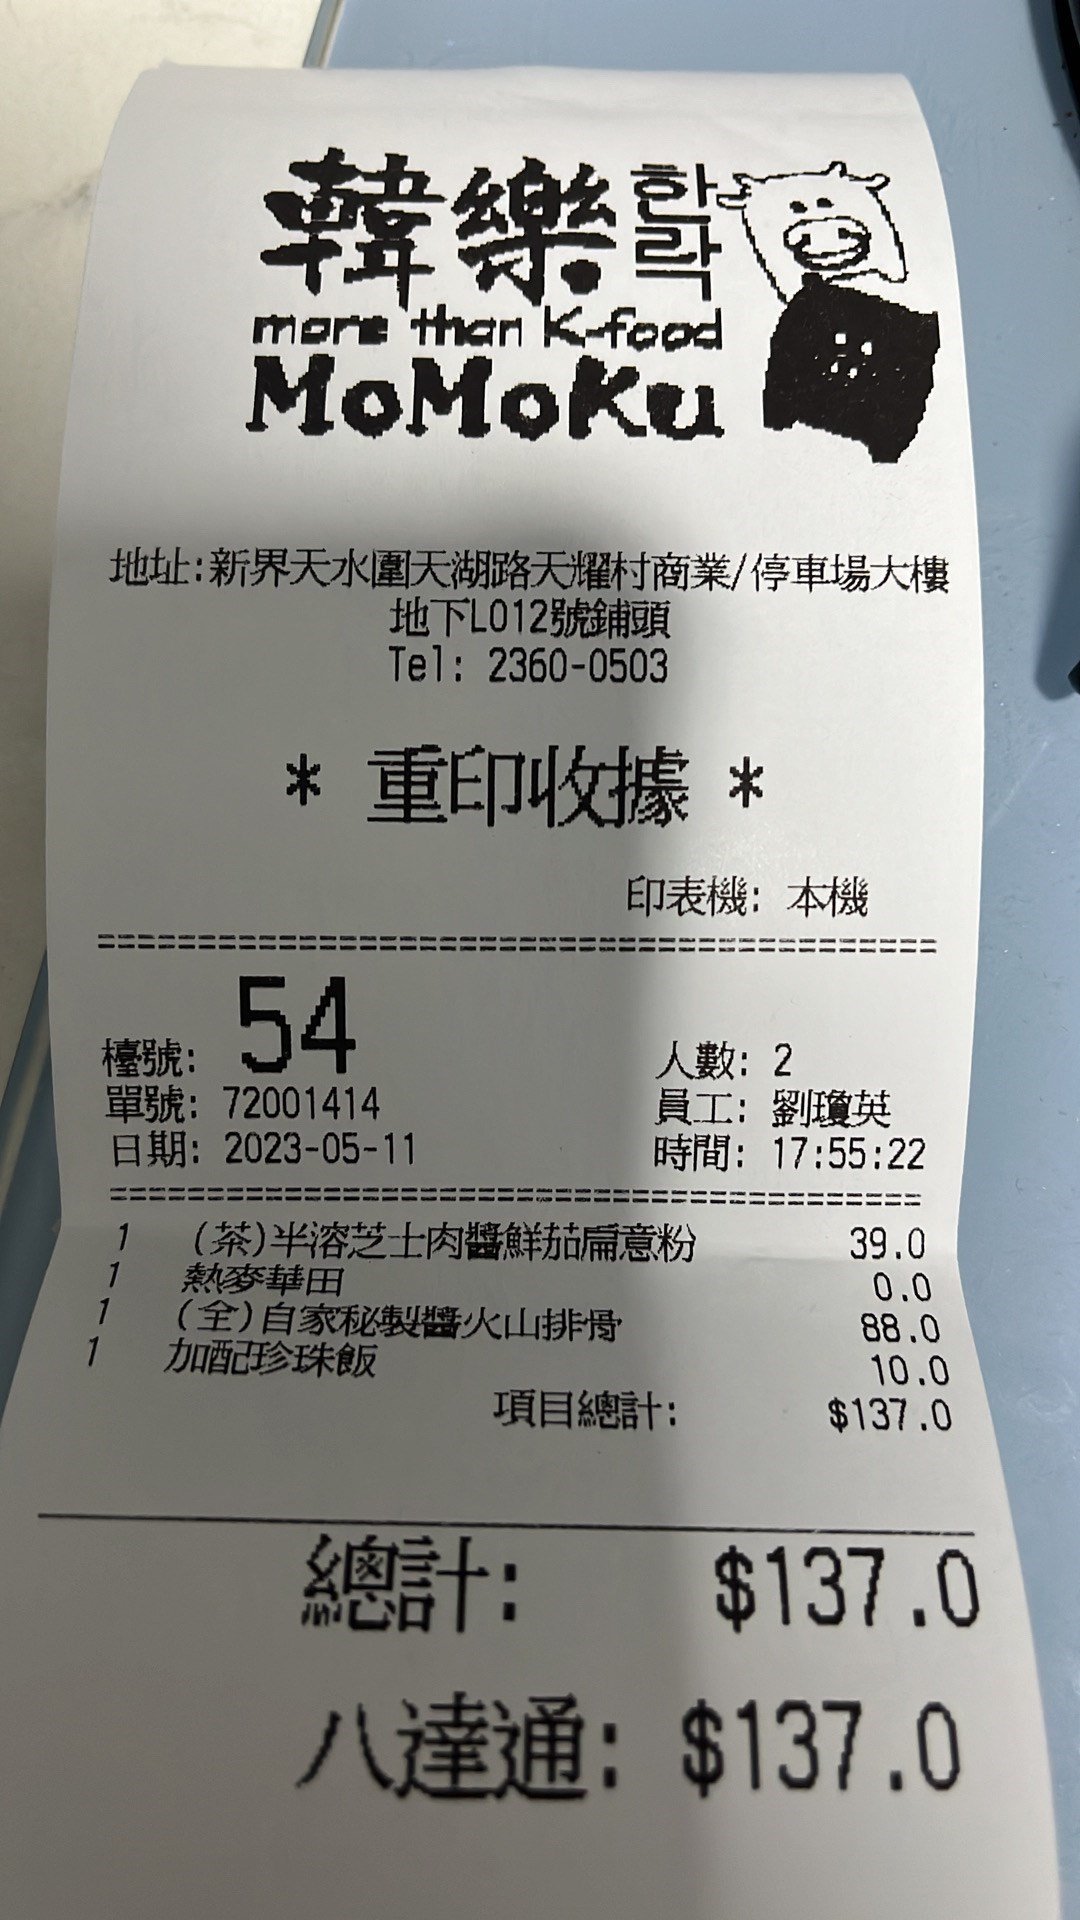 韓樂 한락
more than K-food
MoMoKu
地址:新界天水圍天湖路天耀村商業/停車場大樓
地下L012號鋪頭
Tel: 2360-0503
* 重印收據 *
印表機: 本機
檯號: 54 人數: 2
單號: 72001414 員工: 劉瓊英
日期: 2023-05-11 時間: 17:55:22
1 (茶)半溶芝士肉醬鮮茄扁意粉 39.0
1 熱麥華田 0.0
1 (全)自家秘製醬火山排骨 88.0
1 加配珍珠飯 10.0
項目總計: $137.0
總計: $137.0
八達通: $137.0